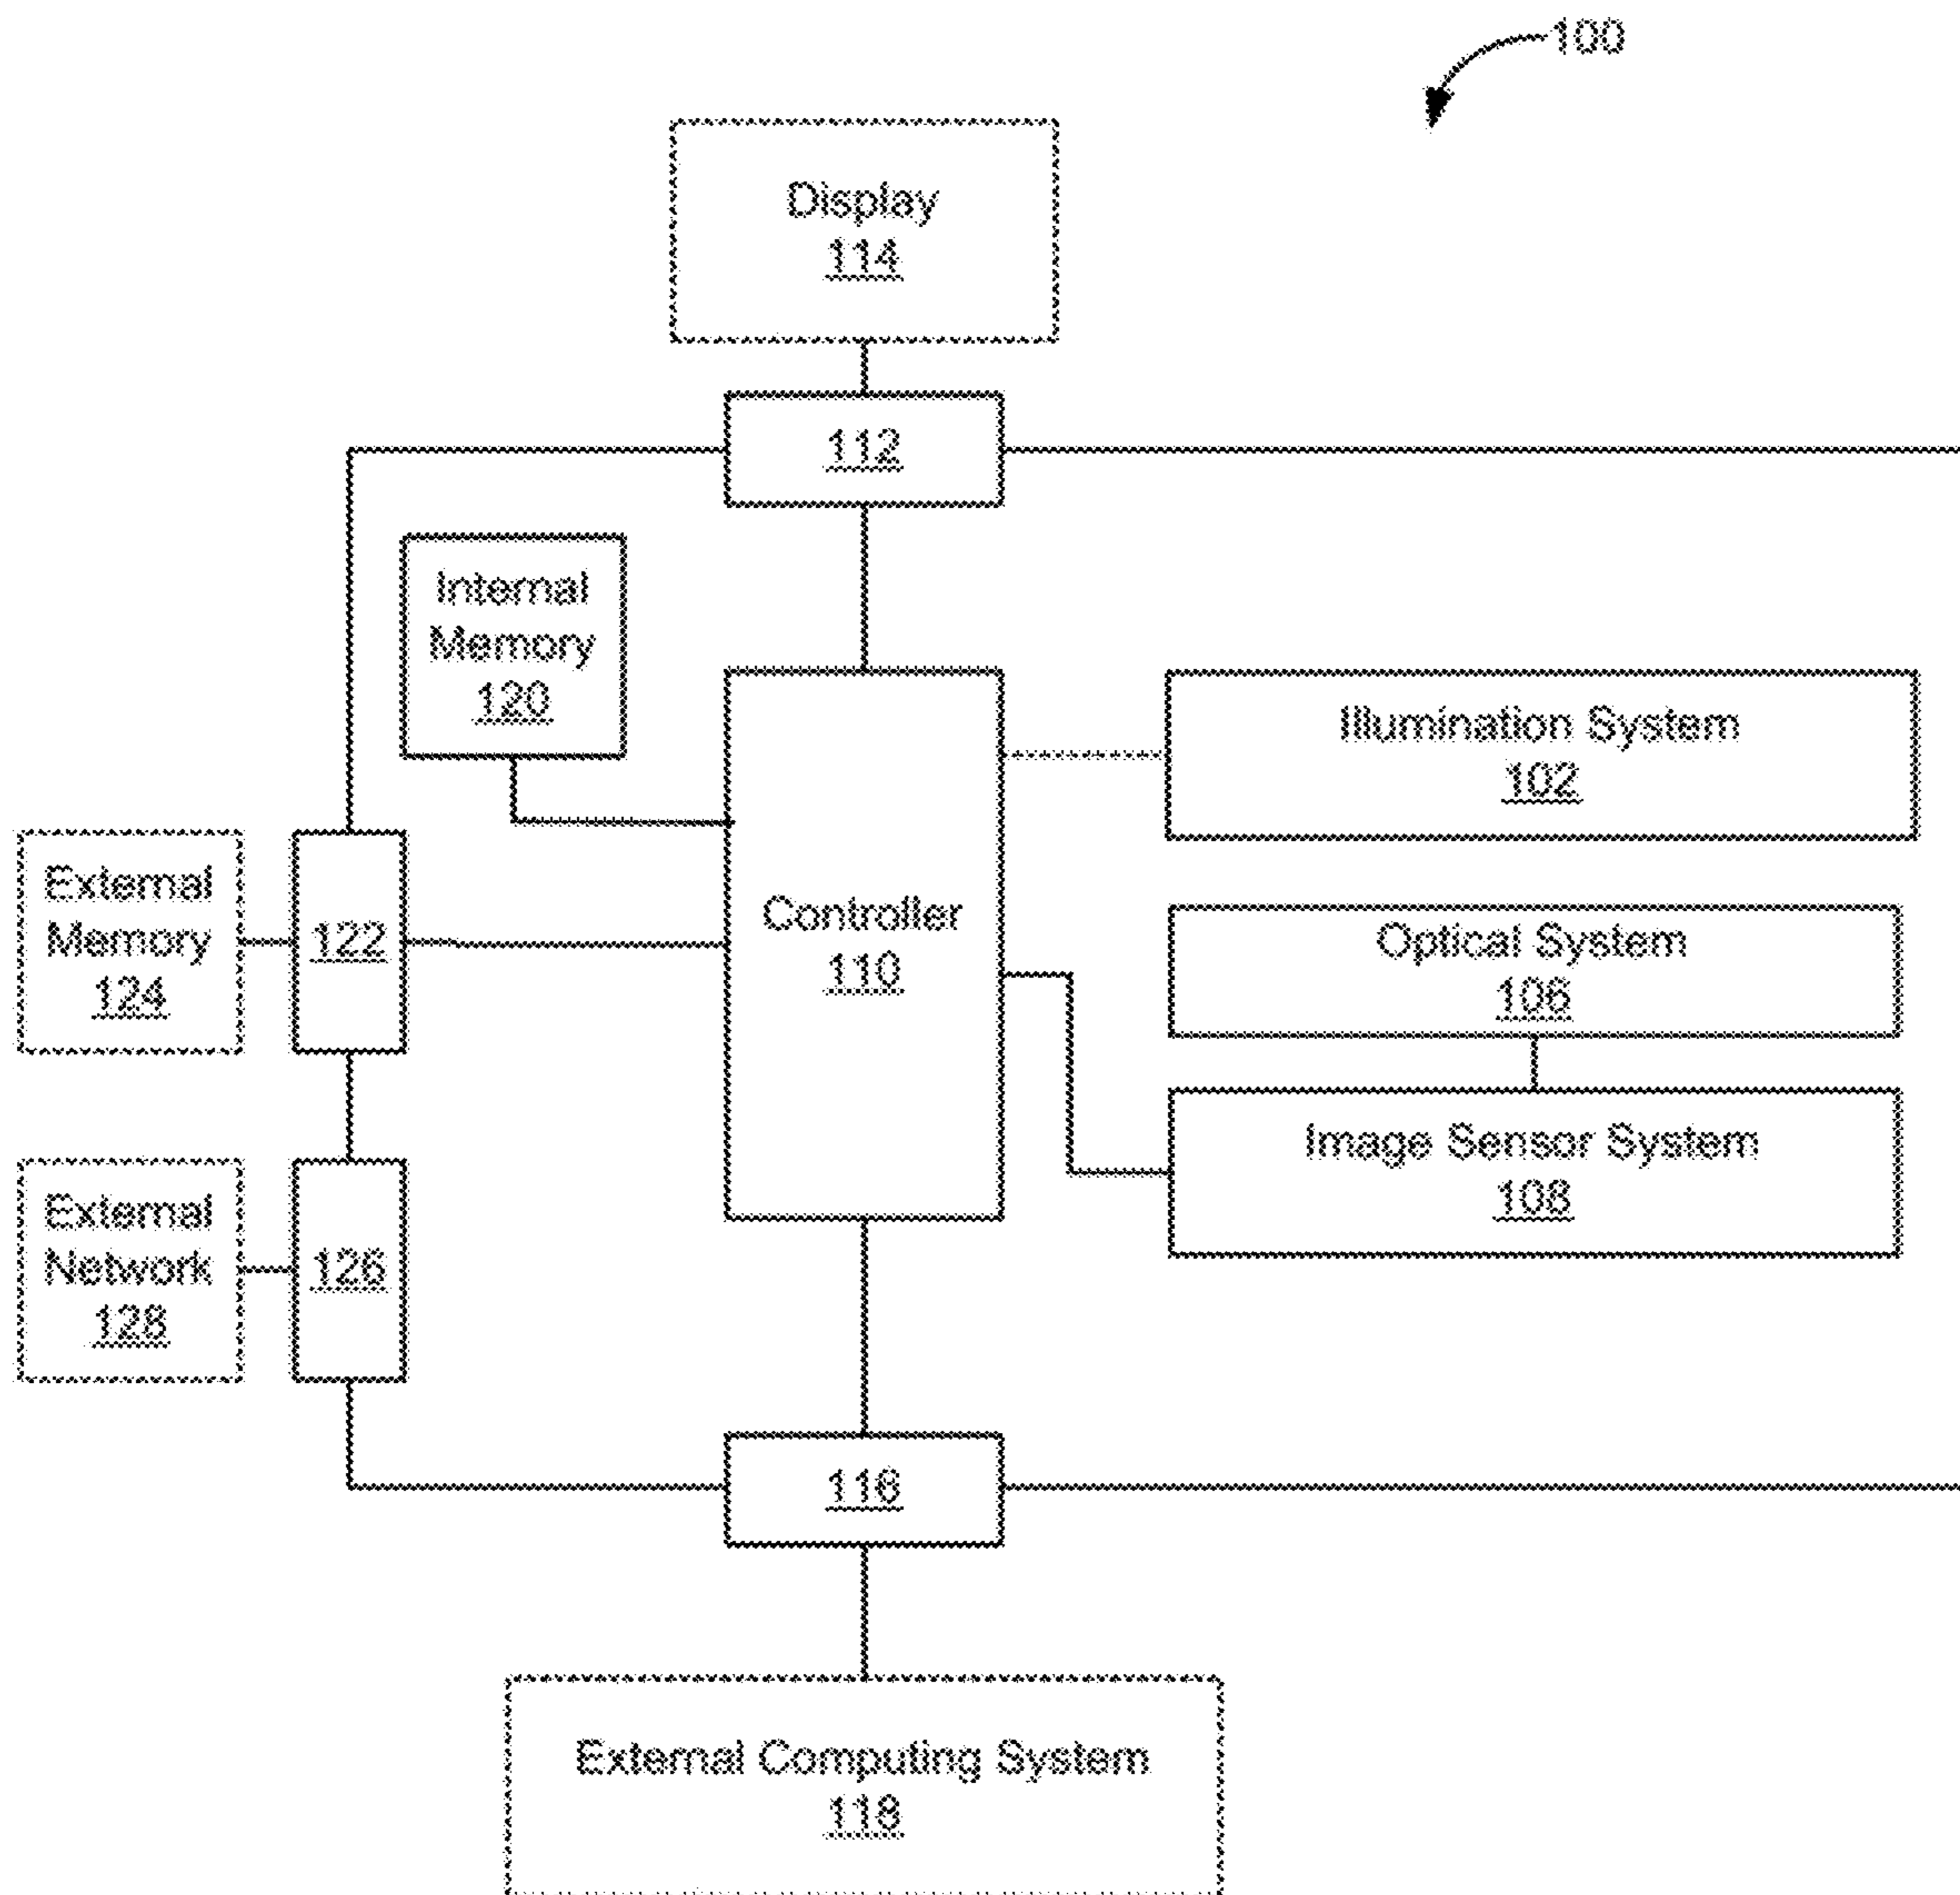 100
Display
114
112
Internal
Memory
120
Illumination System
102
External
Memory
124
122
Controller
110
Optical System
106
Image Sensor System
108
External
Network
128
126
116
External Computing System
118